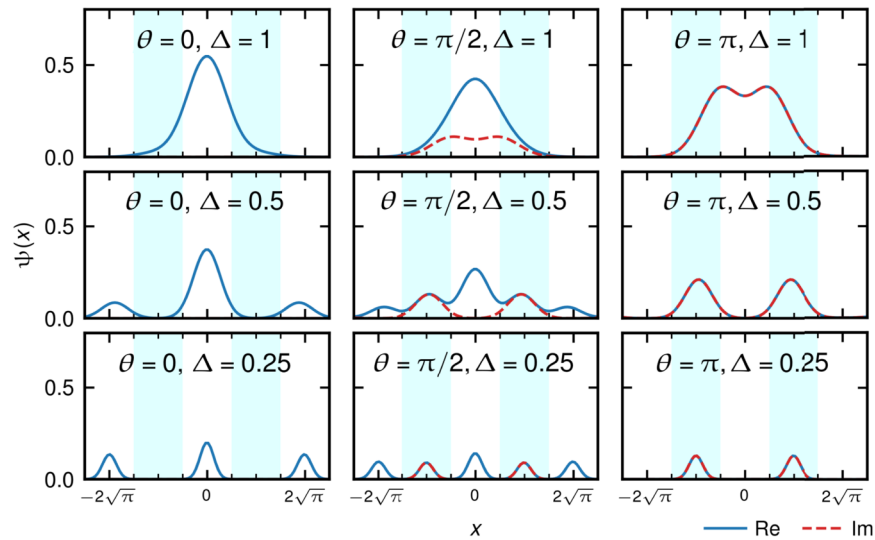 θ = 0, Δ = 1
θ = π/2, Δ = 1
θ = π, Δ = 1
0.5
0.0
θ = 0, Δ = 0.5
θ = π/2, Δ = 0.5
θ = π, Δ = 0.5
0.5
0.0
ψ(x)
θ = 0, Δ = 0.25
θ = π/2, Δ = 0.25
θ = π, Δ = 0.25
0.5
0.0
−2√π 0 2√π
−2√π 0 2√π
−2√π 0 2√π
x
Re Im